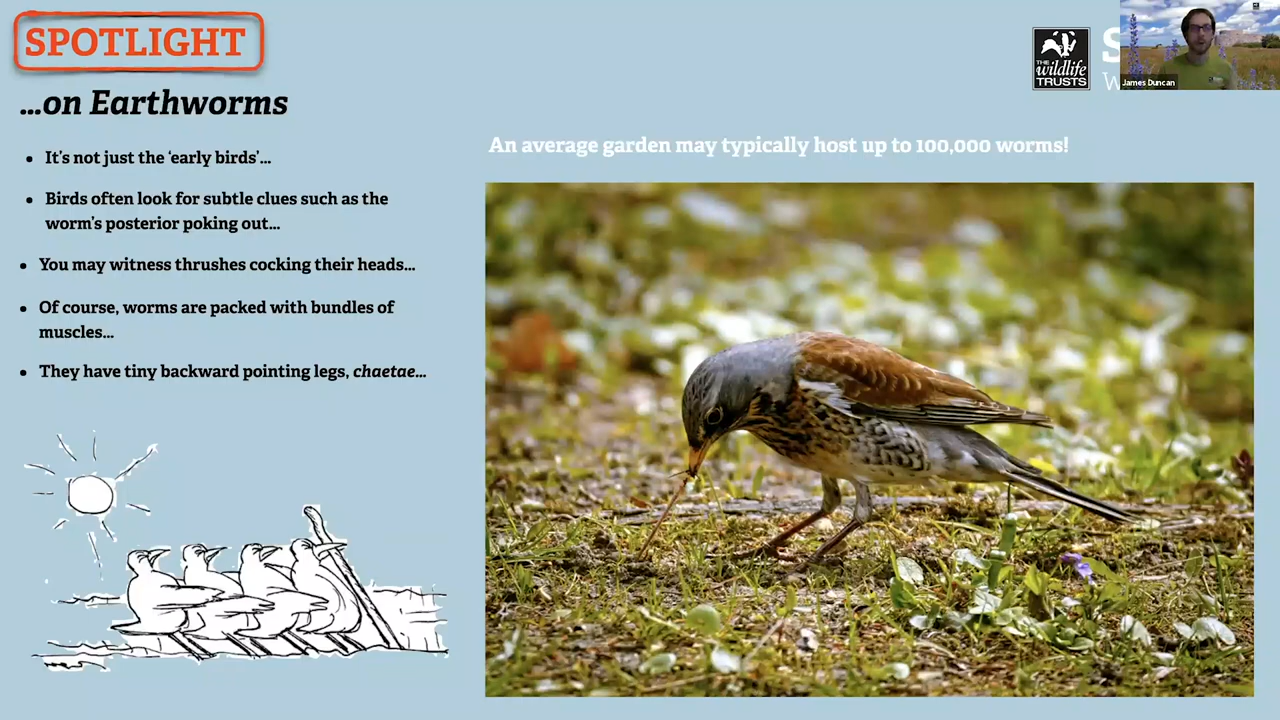 SPOTLIGHT
...on Earthworms
• It's not just the ‘early birds’...
• Birds often look for subtle clues such as the
worm's posterior poking out...
• You may witness thrushes cocking their heads...
• Of course, worms are packed with bundles of
muscles...
• They have tiny backward pointing legs, chaetae...
An average garden may typically host up to 100,000 worms!
THE
wildlife
TRUSTS
James Duncan